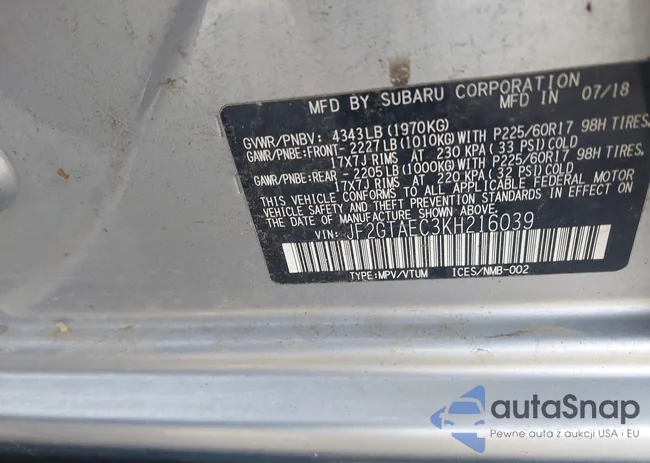 MFD BY SUBARU CORPORATION
MFD IN 07/18
GVWR/PNBV: 4343LB (1970KG)
GAWR/PNBE:FRONT- 2227LB (1010KG) WITH P225/60R17 98H TIRES,
17x7J RIMS AT 230 KPA (33 PSI) COLD
GAWR/PNBE:REAR - 2205LB (1000KG) WITH P225/60R17 98H TIRES,
17x7J RIMS AT 220 KPA (32 PSI) COLD
THIS VEHICLE CONFORMS TO ALL APPLICABLE FEDERAL MOTOR
VEHICLE SAFETY AND THEFT PREVENTION STANDARDS IN EFFECT ON
THE DATE OF MANUFACTURE SHOWN ABOVE.
VIN: JF2GTAEC3KH216039
TYPE:MPV/VTUM ICES/NMB-002
autaSnap
Pewne auta z aukcji USA i EU